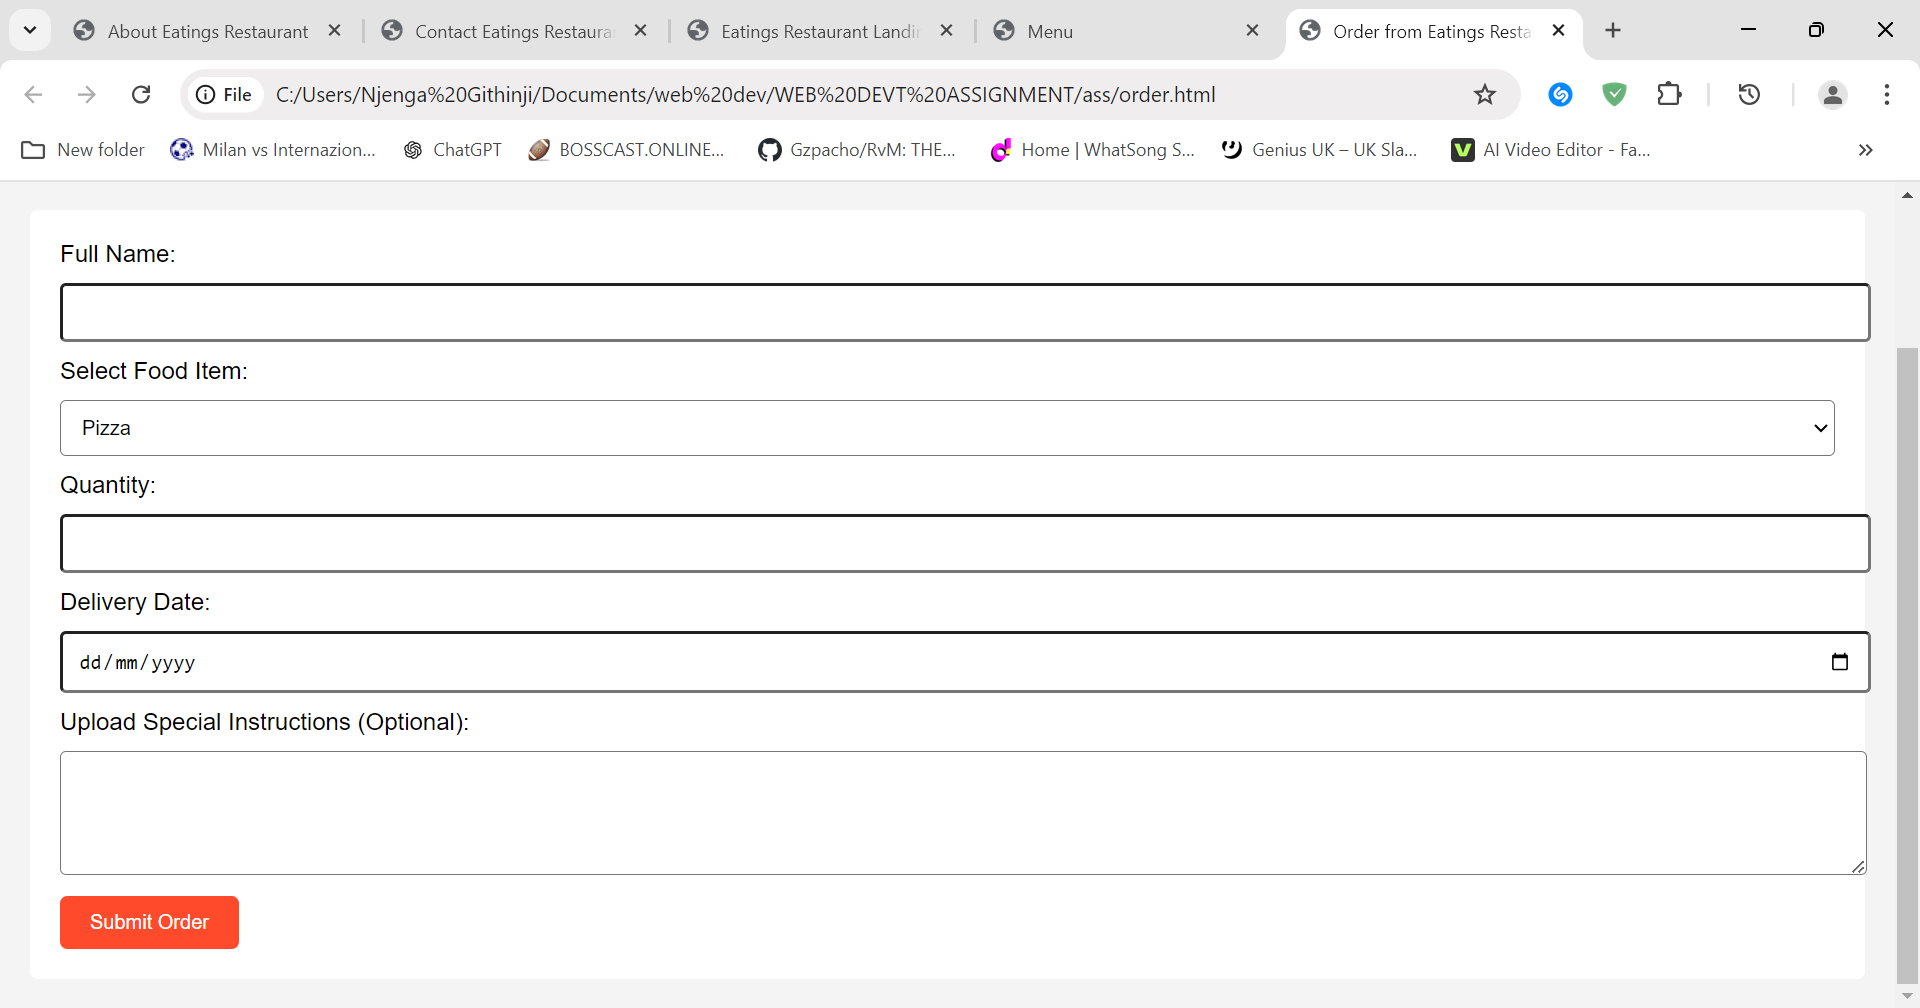 About Eatings Restaurant
Contact Eatings Restaura
Eatings Restaurant Landi
Menu
Order from Eatings Resta
File
C:/Users/Njenga%20Githinji/Documents/web%20dev/WEB%20DEVT%20ASSIGNMENT/ass/order.html
New folder
Milan vs Internazion...
ChatGPT
BOSSCAST.ONLINE...
Gzpacho/RvM: THE...
Home | WhatSong S...
Genius UK – UK Sla...
AI Video Editor - Fa...
Full Name:
Select Food Item:
Pizza
Quantity:
Delivery Date:
dd/mm/yyyy
Upload Special Instructions (Optional):
Submit Order